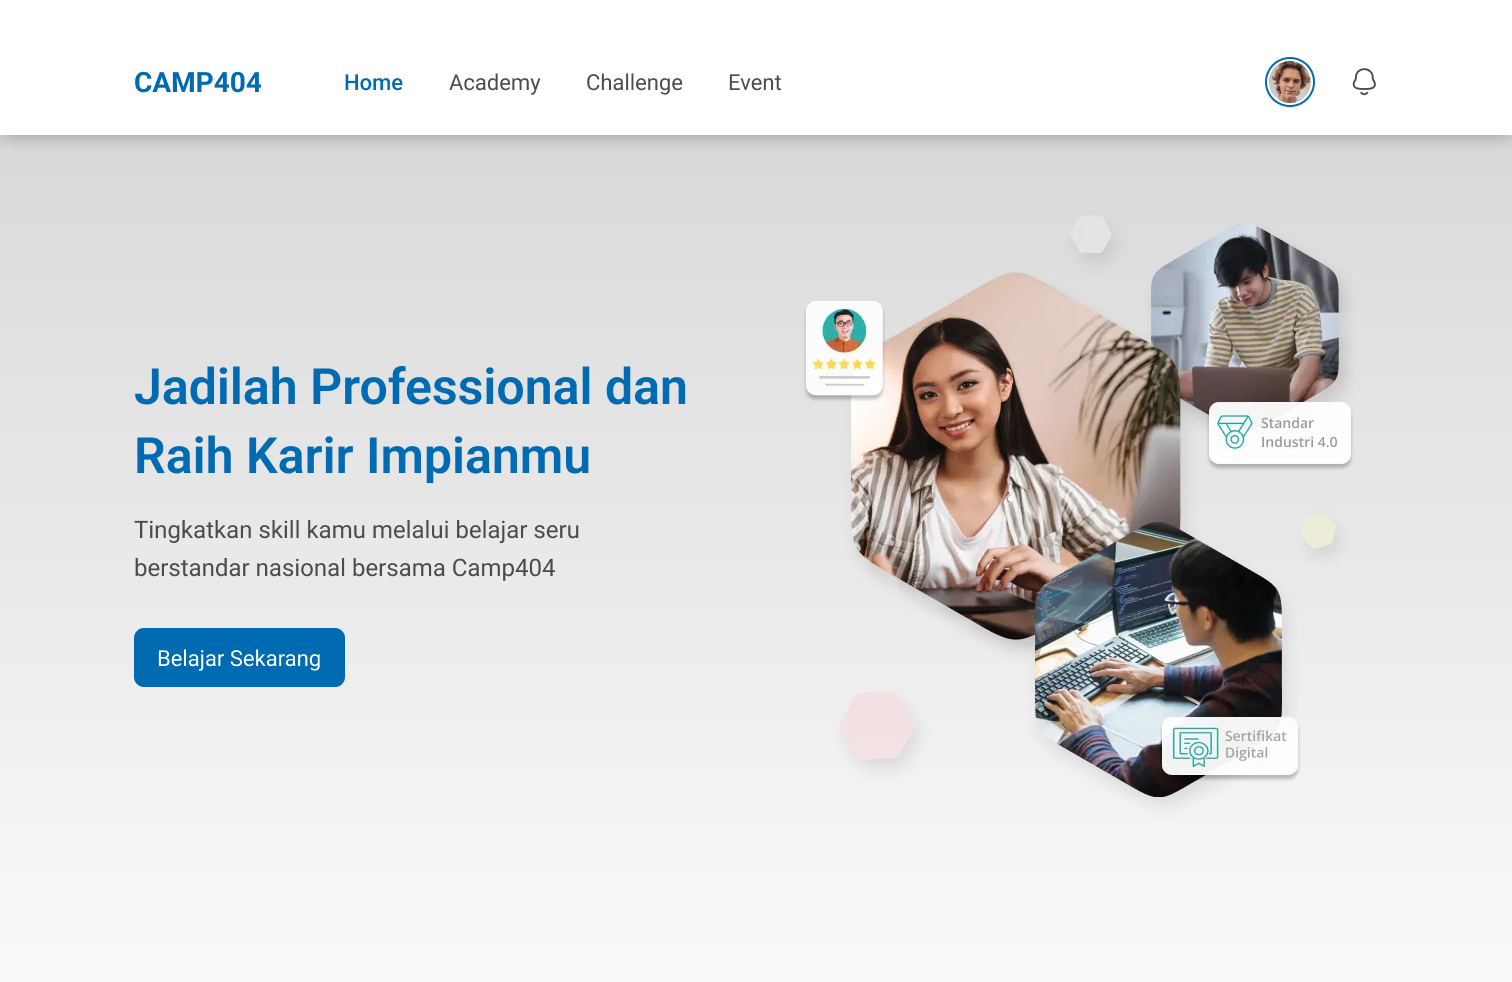 CAMP404
Home
Academy
Challenge
Event
Jadilah Professional dan
Raih Karir Impianmu
Tingkatkan skill kamu melalui belajar seru
berstandar nasional bersama Camp404
Belajar Sekarang
Standar
Industri 4.0
Sertifikat
Digital